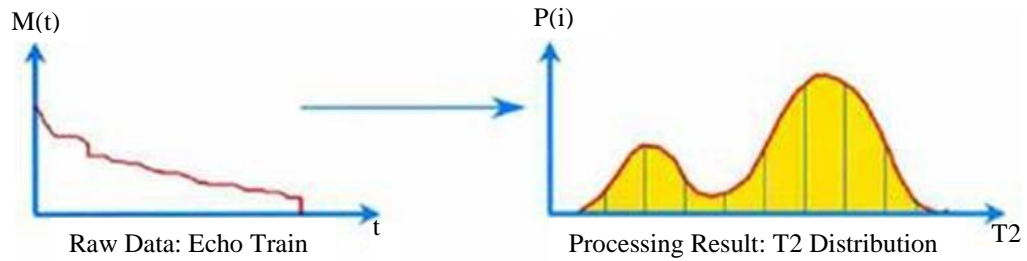 M(t)
P(i)
t
T2
Raw Data: Echo Train
Processing Result: T2 Distribution